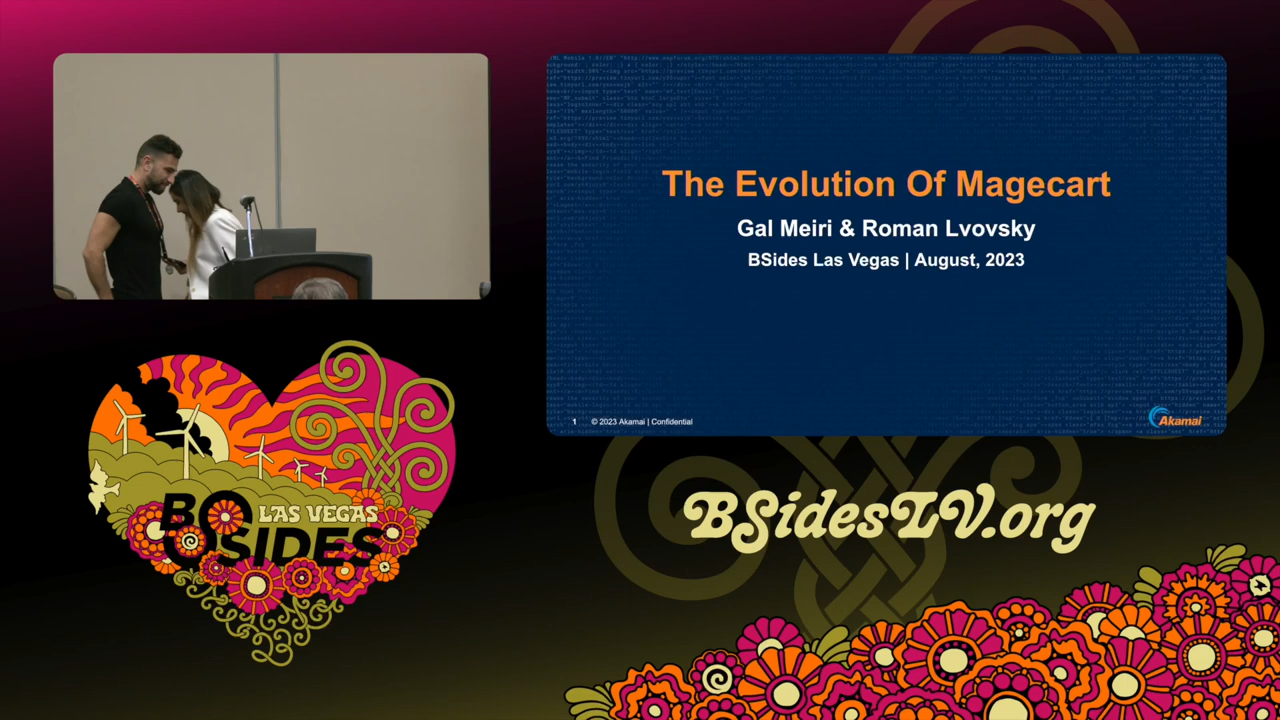 The Evolution Of Magecart
Gal Meiri & Roman Lvovsky
BSides Las Vegas | August, 2023
1 © 2023 Akamai | Confidential
Akamai
LAS VEGAS
BSIDES
23
BSidesLV.org